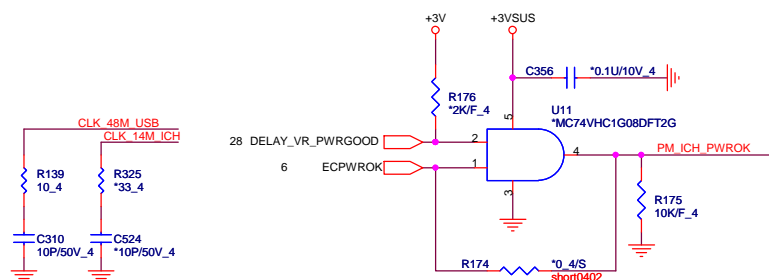 +3V
+3VSUS
C356
*0.1U/10V_4
R176
*2K/F_4
U11
*MC74VHC1G08DFT2G
CLK_48M_USB
CLK_14M_ICH
5
28 DELAY_VR_PWRGOOD
2
4
PM_ICH_PWROK
6 ECPWROK
1
3
R139
10_4
R325
*33_4
R175
10K/F_4
C310
10P/50V_4
C524
*10P/50V_4
R174
*0_4/S
short0402